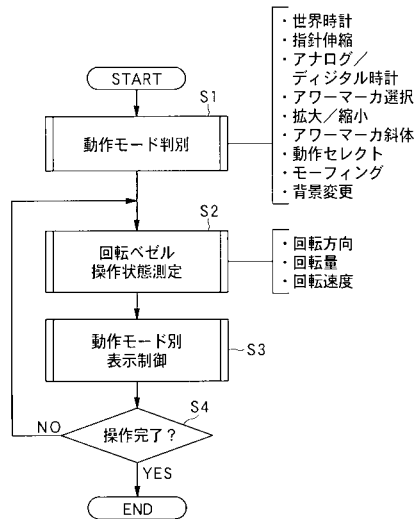 START
S1
動作モード判別
・世界時計
・指針伸縮
・アナログ／
ディジタル時計
・アワーマーカ選択
・拡大／縮小
・アワーマーカ斜体
・動作セレクト
・モーフィング
・背景変更
S2
回転ベゼル
操作状態測定
・回転方向
・回転量
・回転速度
動作モード別
表示制御
S3
S4
操作完了？
NO
YES
END